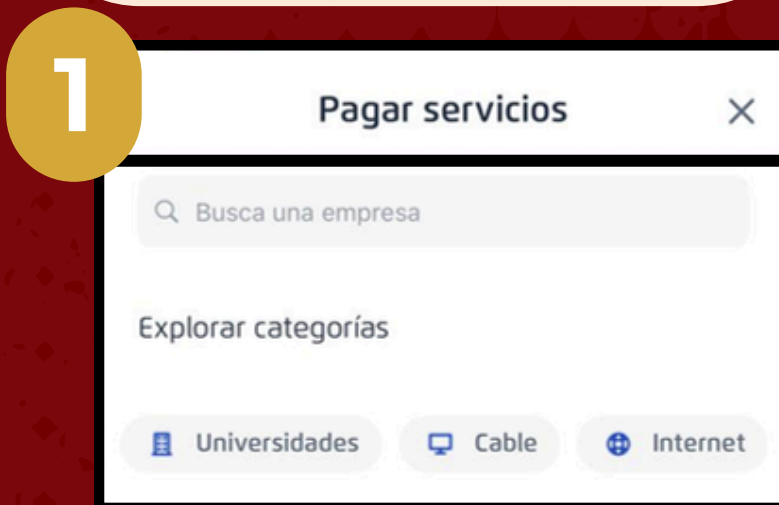 1
Pagar servicios
Busca una empresa
Explorar categorías
Universidades Cable Internet